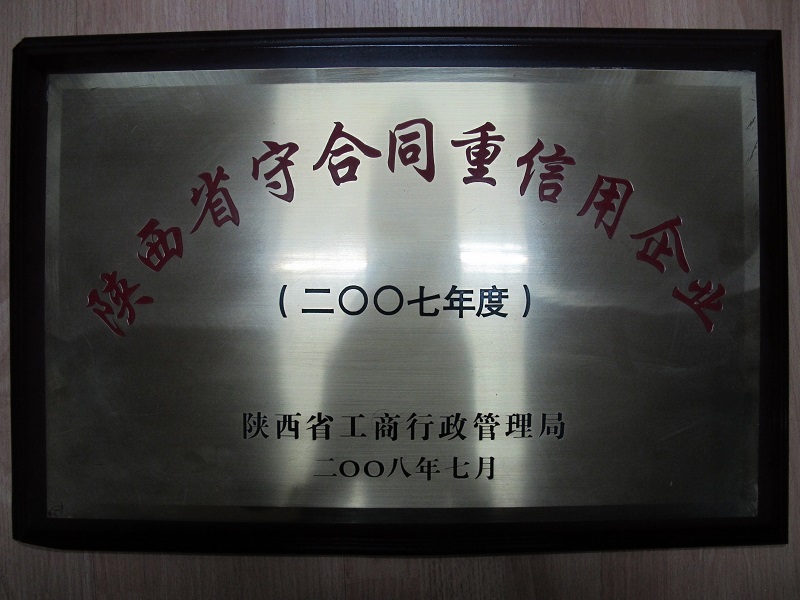 陕西省守合同重信用企业
（二〇〇七年度）
陕西省工商行政管理局
二〇〇八年七月